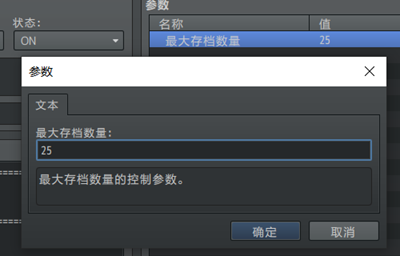 状态:
参数
名称 值
ON
最大存档数量 25
参数
文本
最大存档数量:
25
最大存档数量的控制参数。
确定 取消